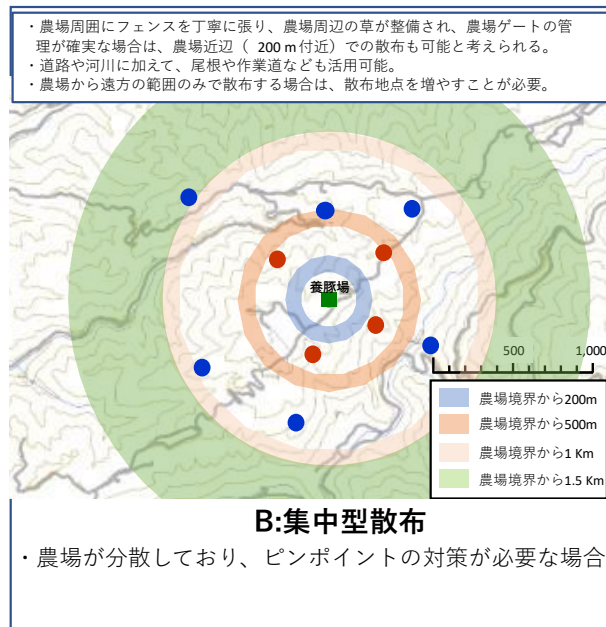 ・農場周囲にフェンスを丁寧に張り、農場周辺の草が整備され、農場ゲートの管
理が確実な場合は、農場近辺（ 200 m付近）での散布も可能と考えられる。
・道路や河川に加えて、尾根や作業道なども活用可能。
・農場から遠方の範囲のみで散布する場合は、散布地点を増やすことが必要。
養豚場
500
1,000
農場境界から200m
農場境界から500m
農場境界から1 Km
農場境界から1.5 Km
B:集中型散布
・農場が分散しており、ピンポイントの対策が必要な場合